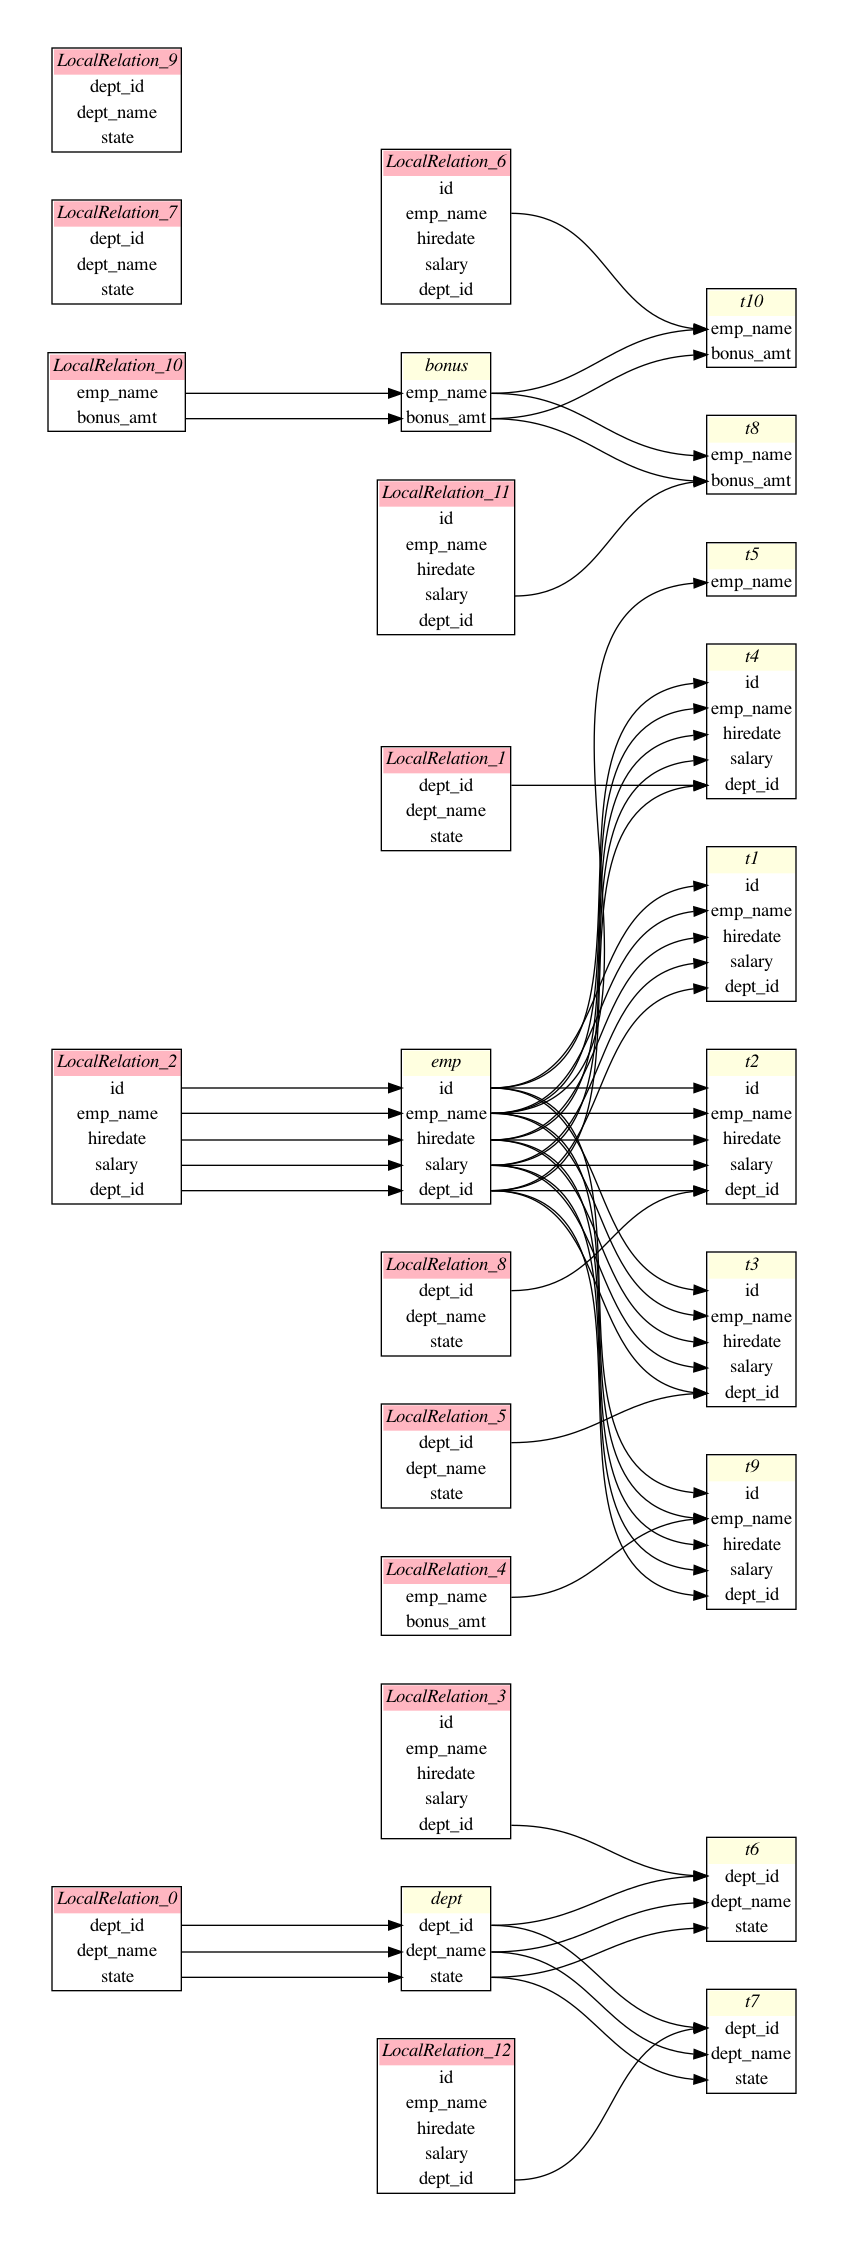 LocalRelation_9
dept_id
dept_name
state
LocalRelation_7
dept_id
dept_name
state
LocalRelation_10
emp_name
bonus_amt
LocalRelation_2
id
emp_name
hiredate
salary
dept_id
LocalRelation_0
dept_id
dept_name
state
LocalRelation_6
id
emp_name
hiredate
salary
dept_id
bonus
emp_name
bonus_amt
LocalRelation_11
id
emp_name
hiredate
salary
dept_id
LocalRelation_1
dept_id
dept_name
state
emp
id
emp_name
hiredate
salary
dept_id
LocalRelation_8
dept_id
dept_name
state
LocalRelation_5
dept_id
dept_name
state
LocalRelation_4
emp_name
bonus_amt
LocalRelation_3
id
emp_name
hiredate
salary
dept_id
dept
dept_id
dept_name
state
LocalRelation_12
id
emp_name
hiredate
salary
dept_id
t10
emp_name
bonus_amt
t8
emp_name
bonus_amt
t5
emp_name
t4
id
emp_name
hiredate
salary
dept_id
t1
id
emp_name
hiredate
salary
dept_id
t2
id
emp_name
hiredate
salary
dept_id
t3
id
emp_name
hiredate
salary
dept_id
t9
id
emp_name
hiredate
salary
dept_id
t6
dept_id
dept_name
state
t7
dept_id
dept_name
state